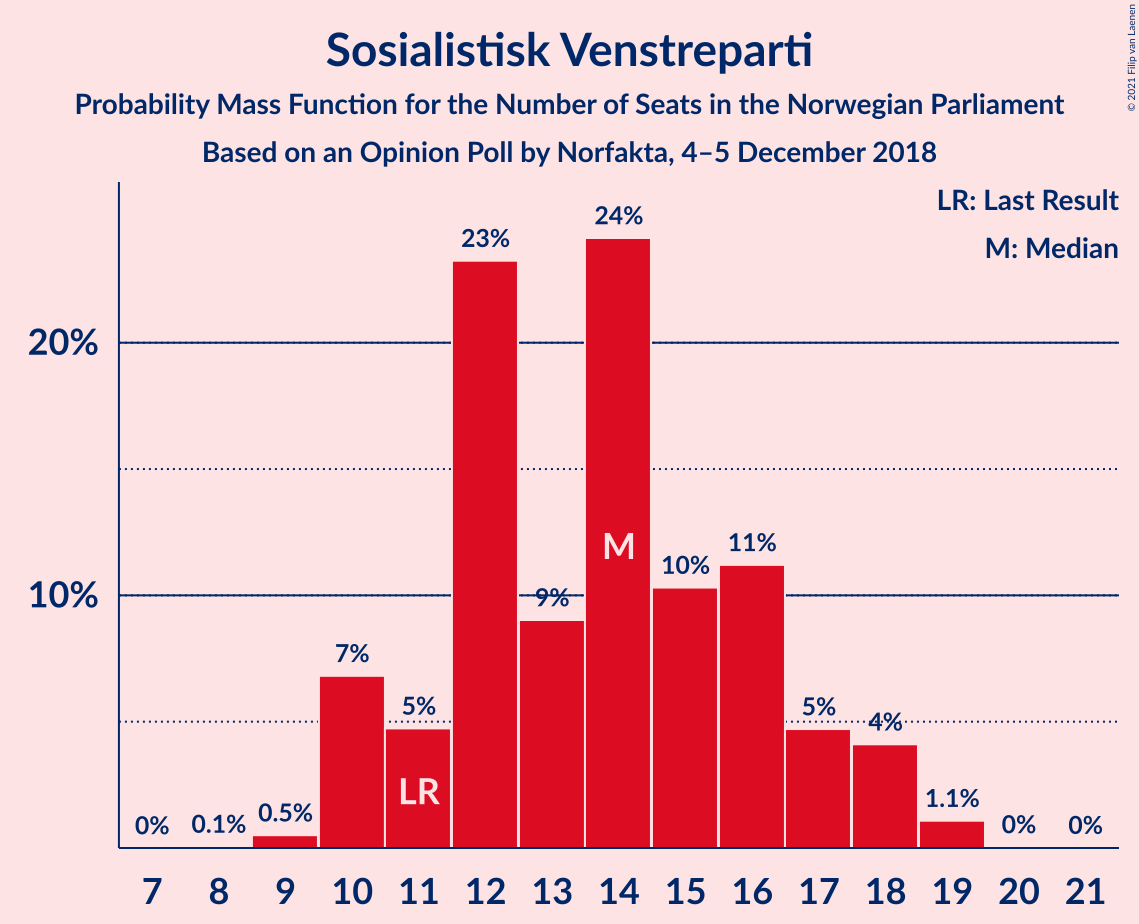 Sosialistisk Venstreparti
Probability Mass Function for the Number of Seats in the Norwegian Parliament
Based on an Opinion Poll by Norfakta, 4–5 December 2018
© 2021 Filip van Laenen
LR: Last Result
M: Median
20%
10%
0%
0.1%
0.5%
7%
5%
23%
9%
24%
10%
11%
5%
4%
1.1%
0%
0%
LR
M
7 8 9 10 11 12 13 14 15 16 17 18 19 20 21